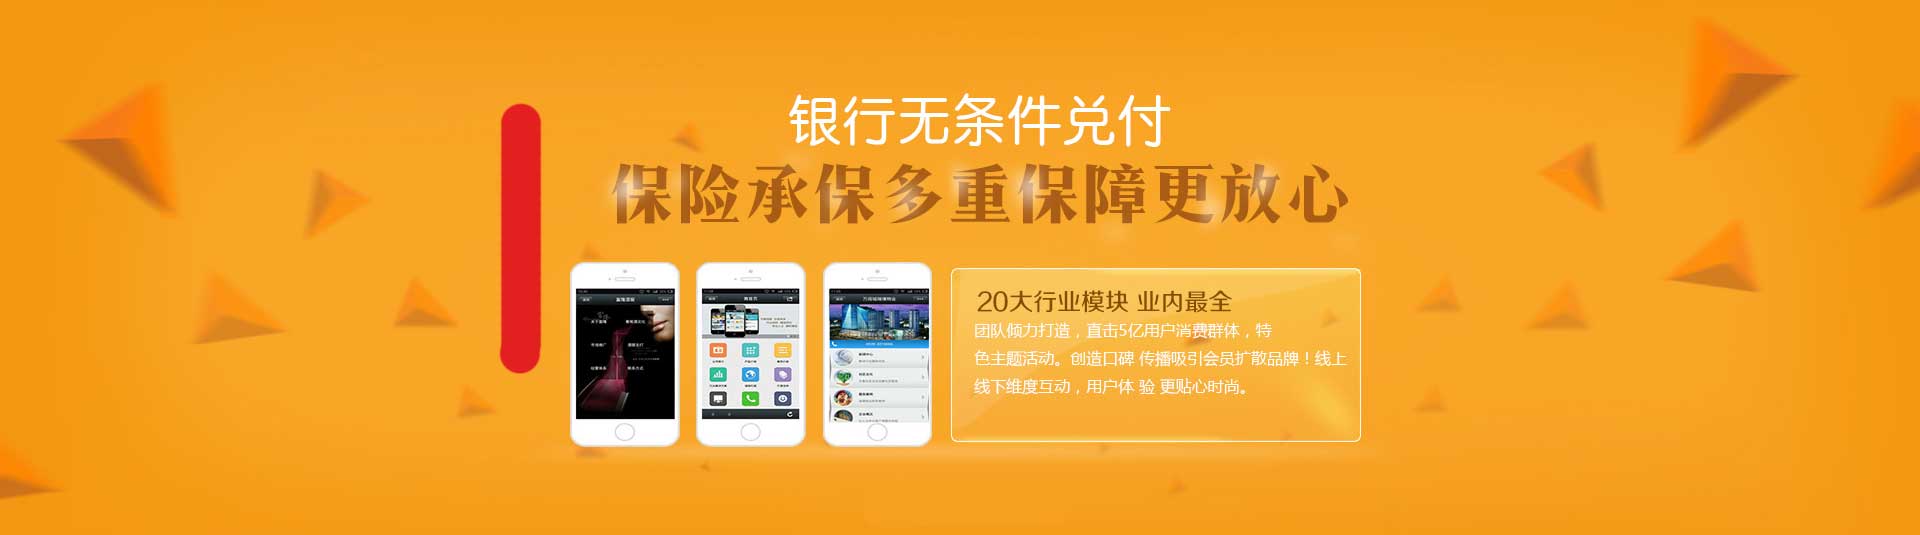 银行无条件兑付
保险承保多重保障更放心
20大行业模块 业内最全
团队倾力打造，直击5亿用户消费群体，特
色主题活动。创造口碑 传播吸引会员扩散品牌！线上
线下维度互动，用户体 验 更贴心时尚。